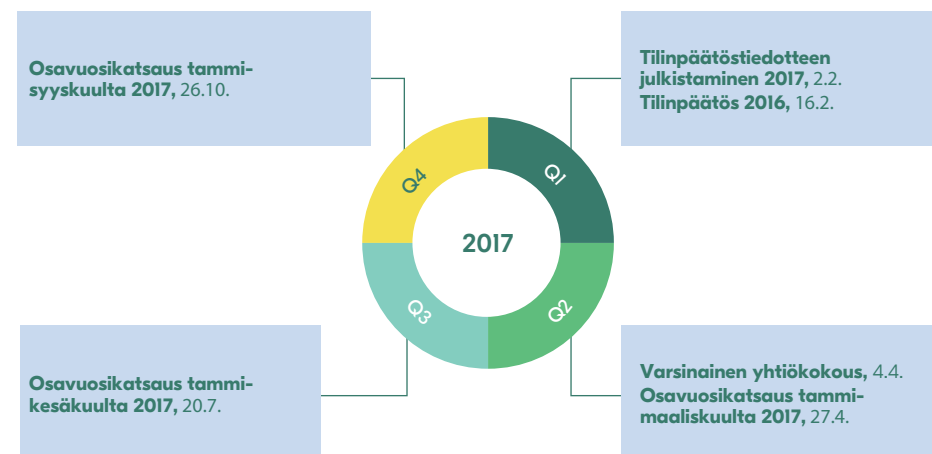 Osavuosikatsaus tammi-
syyskuulta 2017, 26.10.
Tilinpäätöstiedotteen
julkistaminen 2017, 2.2.
Tilinpäätös 2016, 16.2.
Q4
Q1
2017
Q3
Q2
Osavuosikatsaus tammi-
kesäkuulta 2017, 20.7.
Varsinainen yhtiökokous, 4.4.
Osavuosikatsaus tammi-
maaliskuulta 2017, 27.4.